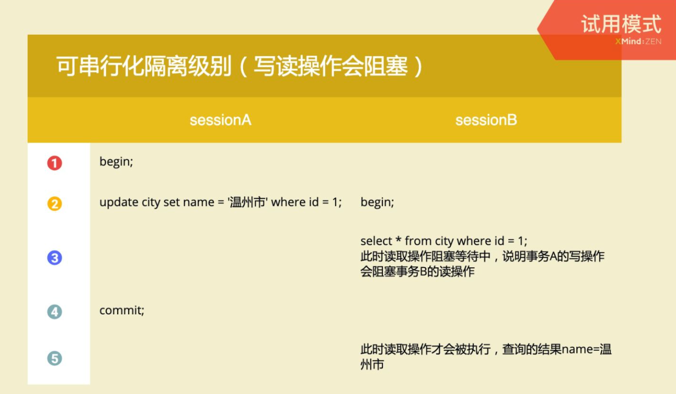 试用模式
XMind:ZEN
可串行化隔离级别（写读操作会阻塞）
sessionA sessionB
1 begin;
2 update city set name = '温州市' where id = 1; begin;
select * from city where id = 1;
3 此时读取操作阻塞等待中，说明事务A的写操作
会阻塞事务B的读操作
4 commit;
5 此时读取操作才会被执行，查询的结果name=温
州市